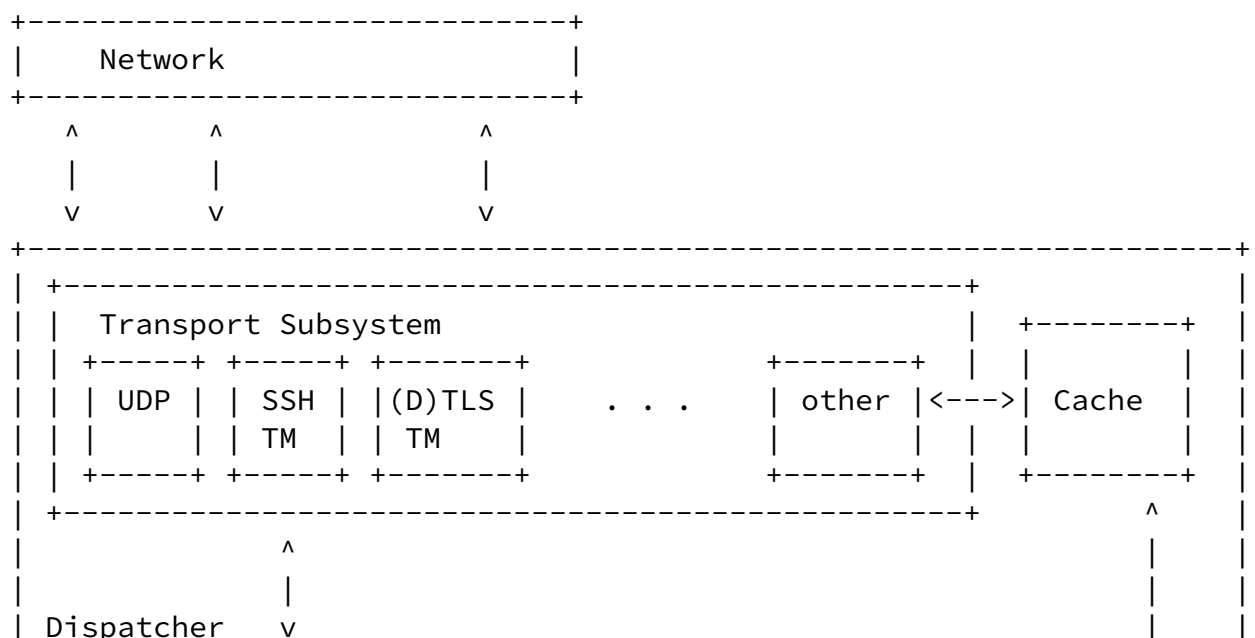 Network
Transport Subsystem
UDP SSH (D)TLS . . . other <---> Cache
TM TM
Dispatcher